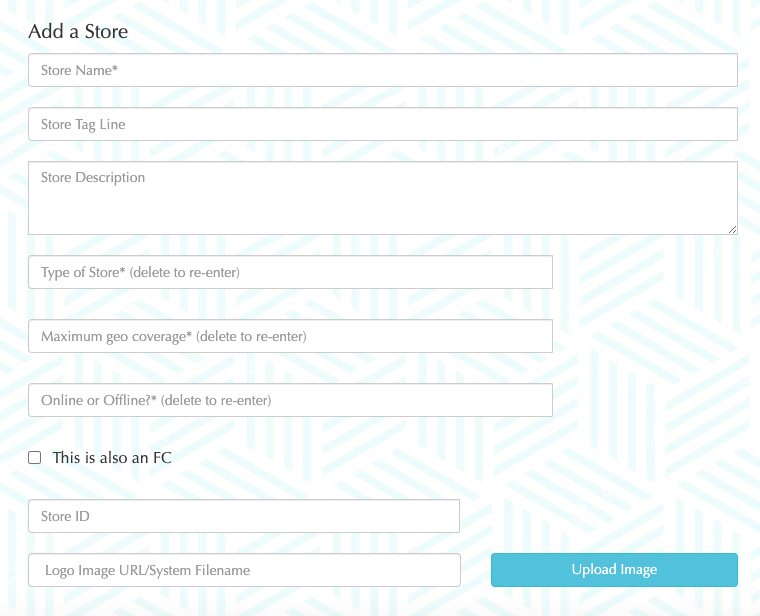 Add a Store
Store Name*
Store Tag Line
Store Description
Type of Store* (delete to re-enter)
Maximum geo coverage* (delete to re-enter)
Online or Offline?* (delete to re-enter)
This is also an FC
Store ID
Logo Image URL/System Filename
Upload Image